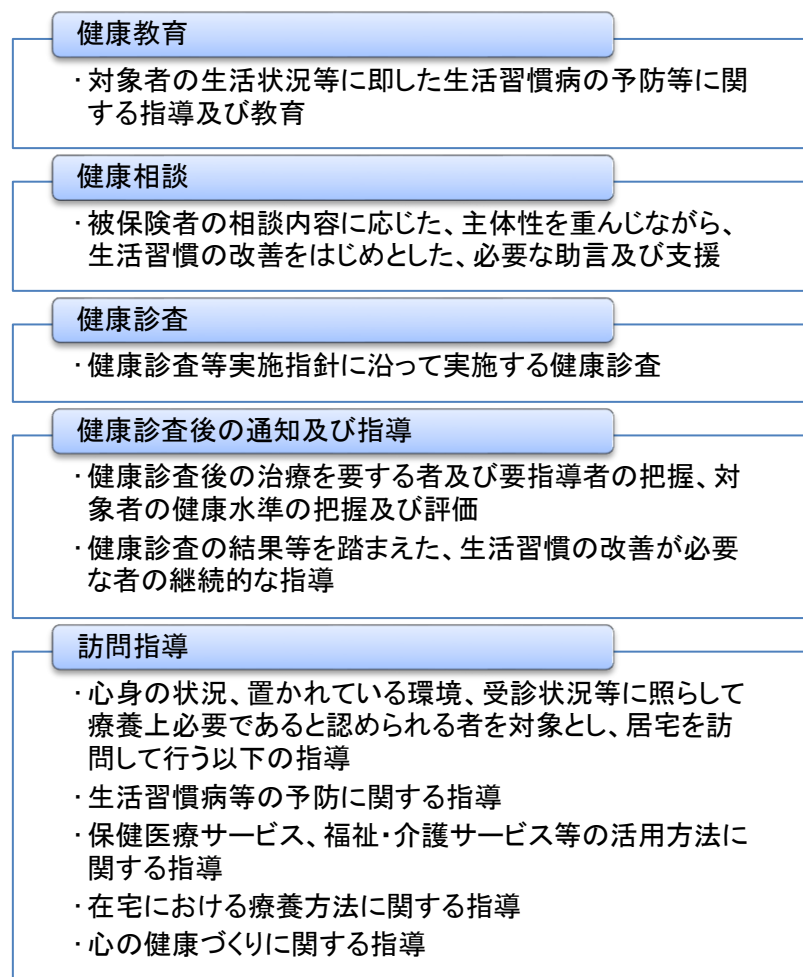 健康教育
・対象者の生活状況等に即した生活習慣病の予防等に関
する指導及び教育
健康相談
・被保険者の相談内容に応じた、主体性を重んじながら、
生活習慣の改善をはじめとした、必要な助言及び支援
健康診査
・健康診査等実施指針に沿って実施する健康診査
健康診査後の通知及び指導
・健康診査後の治療を要する者及び要指導者の把握、対
象者の健康水準の把握及び評価
・健康診査の結果等を踏まえた、生活習慣の改善が必要
な者の継続的な指導
訪問指導
・心身の状況、置かれている環境、受診状況等に照らして
療養上必要であると認められる者を対象とし、居宅を訪
問して行う以下の指導
・生活習慣病等の予防に関する指導
・保健医療サービス、福祉・介護サービス等の活用方法に
関する指導
・在宅における療養方法に関する指導
・心の健康づくりに関する指導